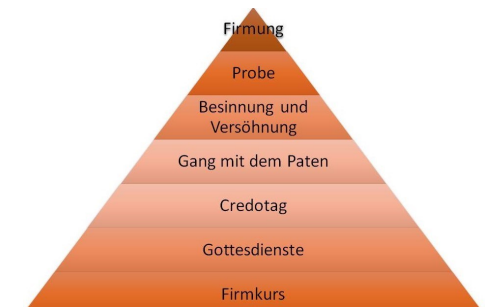 Firmung
Probe
Besinnung und
Versöhnung
Gang mit dem Paten
Credotag
Gottesdienste
Firmkurs